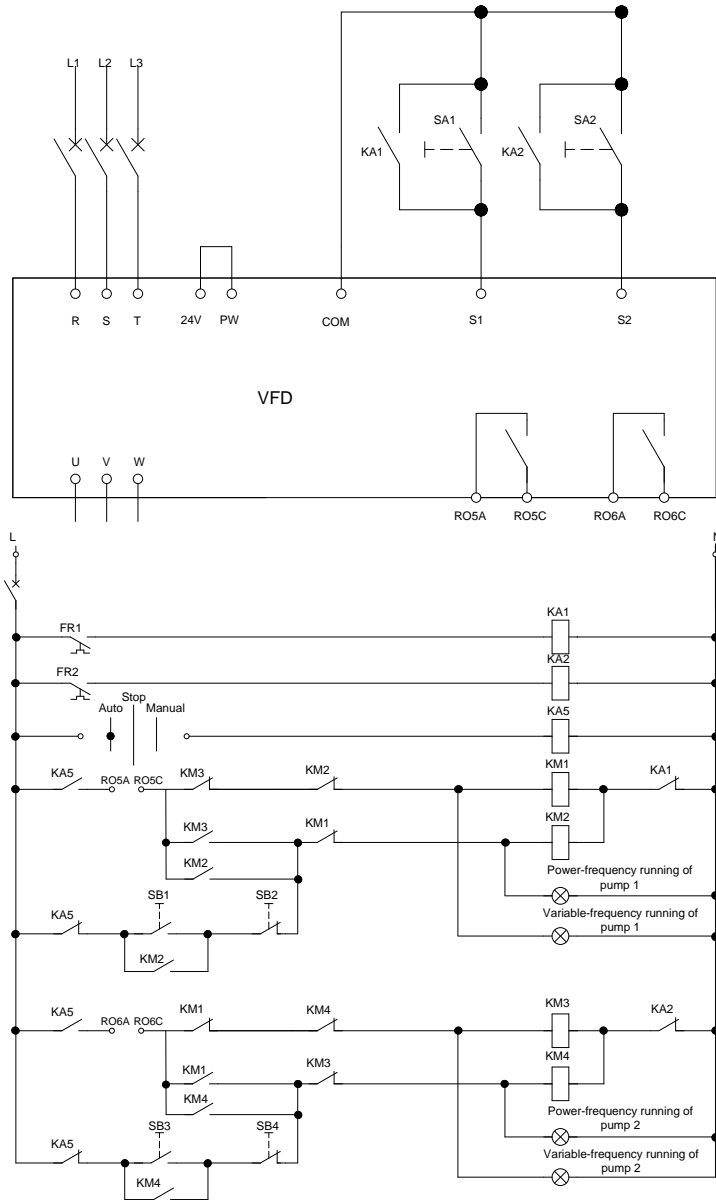 L1 L2 L3
SA1 SA2
KA1 KA2
R S T 24V PW COM S1 S2
VFD
U V W
RO5A RO5C RO6A RO6C
L N
FR1 KA1
FR2 KA2
Stop
Auto Manual KA5
KA5 RO5A RO5C KM3 KM2 KM1 KA1
KM3 KM1 KM2
KM2
Power-frequency running of
pump 1
KA5 SB1 SB2
Variable-frequency running of
pump 1
KM2
KA5 RO6A RO6C KM1 KM4 KM3 KA2
KM1 KM3 KM4
KM4
Power-frequency running of
pump 2
KA5 SB3 SB4
Variable-frequency running of
pump 2
KM4